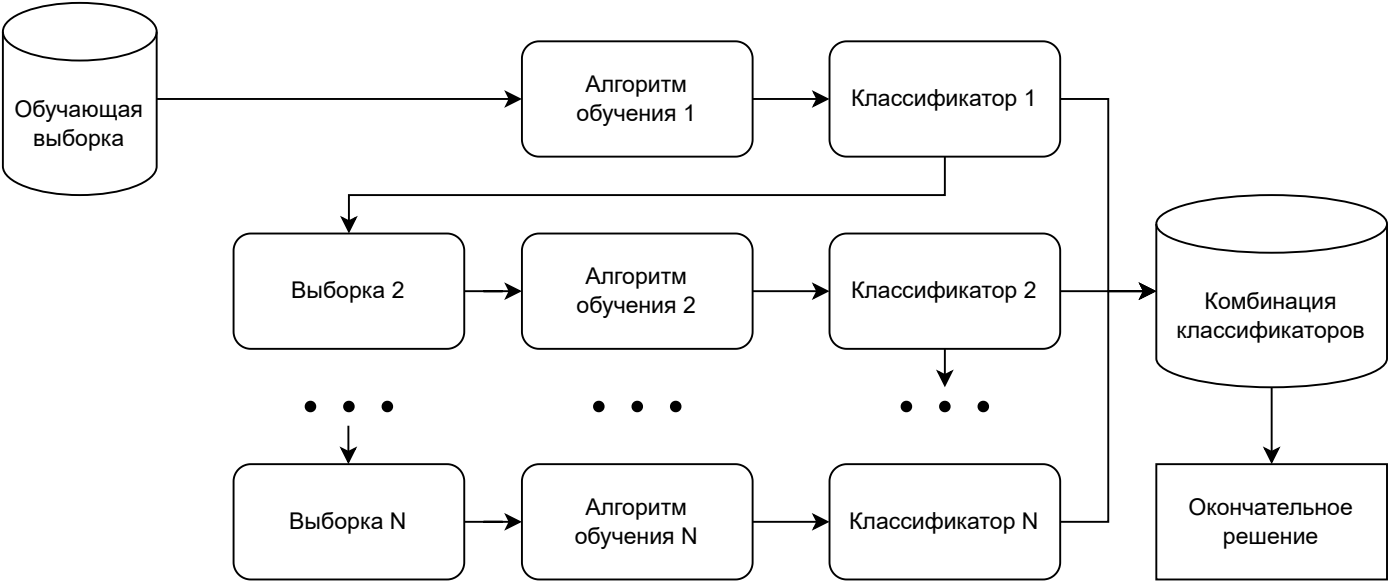 Обучающая
выборка
Алгоритм
обучения 1
Классификатор 1
Выборка 2
Алгоритм
обучения 2
Классификатор 2
Комбинация
классификаторов
Выборка N
Алгоритм
обучения N
Классификатор N
Окончательное
решение